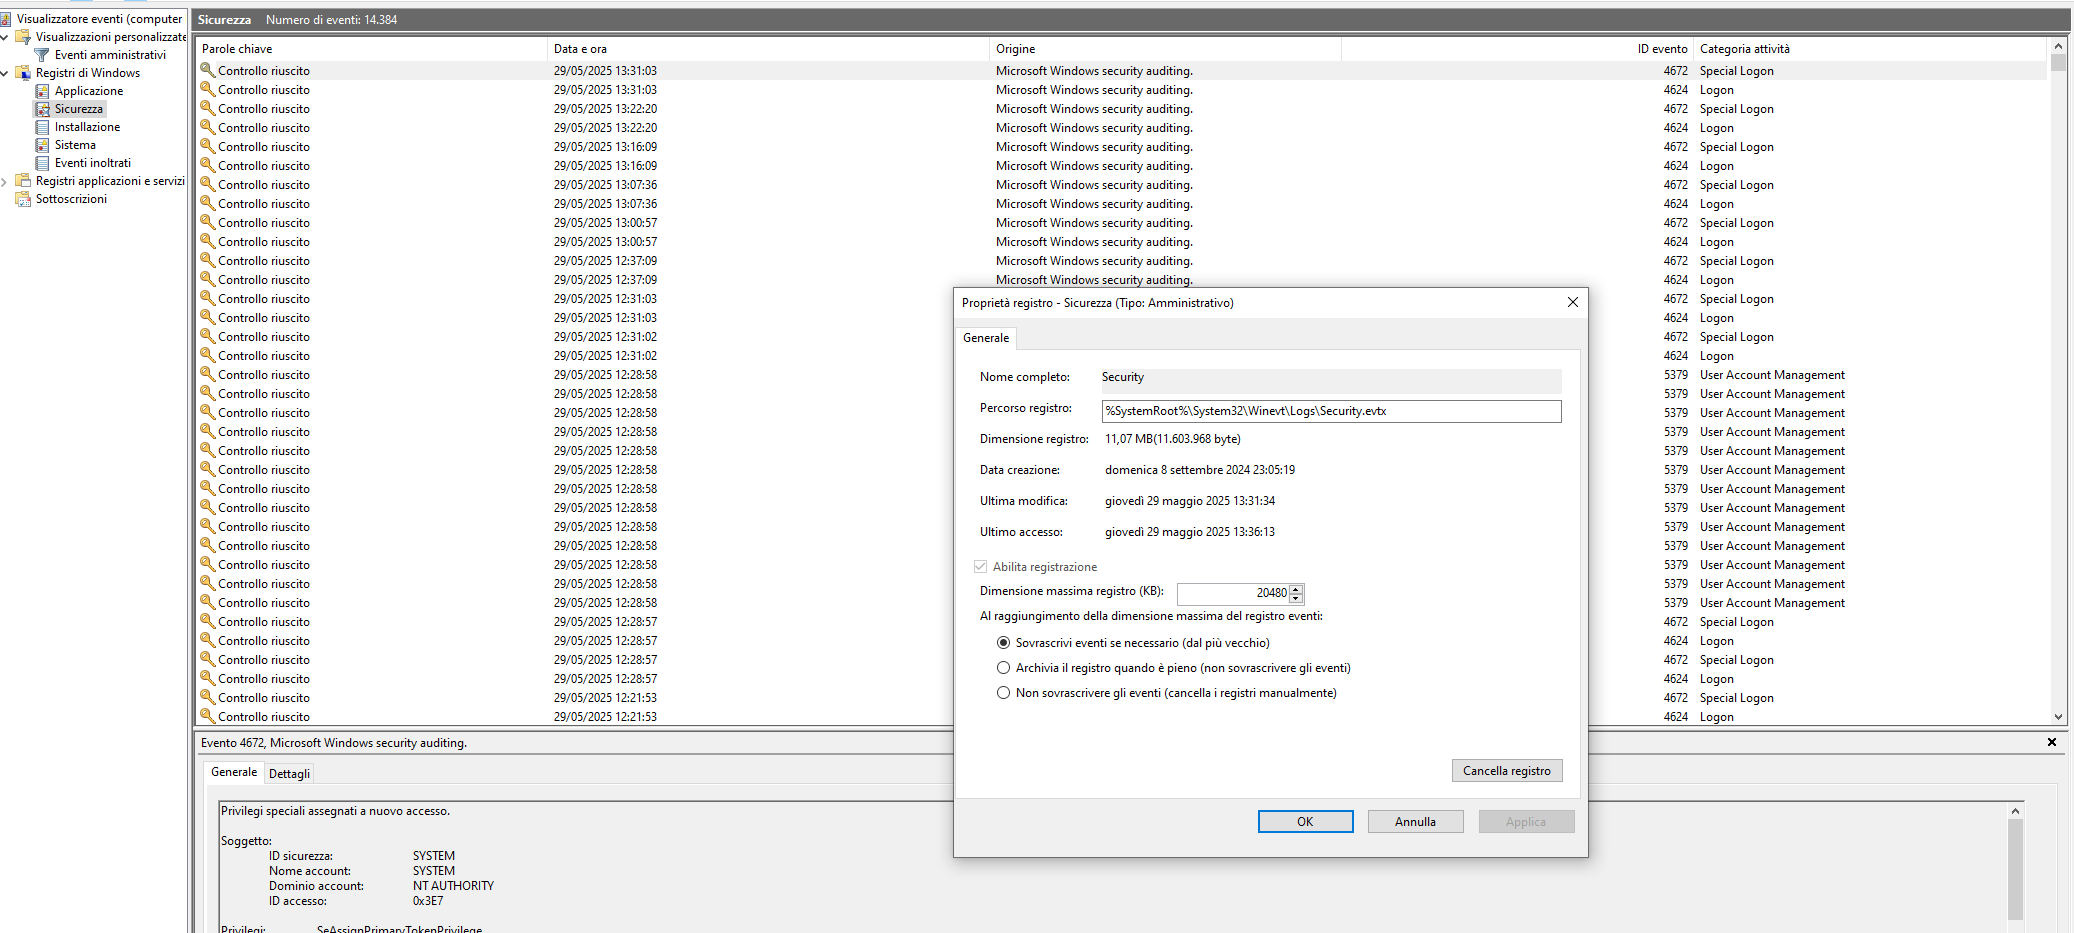 Visualizzatore eventi (computer
Visualizzazioni personalizzate
Eventi amministrativi
Registri di Windows
Applicazione
Sicurezza
Installazione
Sistema
Eventi inoltrati
Registri applicazioni e servizi
Sottoscrizioni
Sicurezza Numero di eventi: 14.384
Parole chiave Data e ora Origine ID evento Categoria attività
Controllo riuscito 29/05/2025 13:31:03 Microsoft Windows security auditing. 4672 Special Logon
Controllo riuscito 29/05/2025 13:31:03 Microsoft Windows security auditing. 4624 Logon
Controllo riuscito 29/05/2025 13:22:20 Microsoft Windows security auditing. 4672 Special Logon
Controllo riuscito 29/05/2025 13:22:20 Microsoft Windows security auditing. 4624 Logon
Controllo riuscito 29/05/2025 13:16:09 Microsoft Windows security auditing. 4672 Special Logon
Controllo riuscito 29/05/2025 13:16:09 Microsoft Windows security auditing. 4624 Logon
Controllo riuscito 29/05/2025 13:07:36 Microsoft Windows security auditing. 4672 Special Logon
Controllo riuscito 29/05/2025 13:07:36 Microsoft Windows security auditing. 4624 Logon
Controllo riuscito 29/05/2025 13:00:57 Microsoft Windows security auditing. 4672 Special Logon
Controllo riuscito 29/05/2025 13:00:57 Microsoft Windows security auditing. 4624 Logon
Controllo riuscito 29/05/2025 12:37:09 Microsoft Windows security auditing. 4672 Special Logon
Controllo riuscito 29/05/2025 12:37:09 Microsoft Windows security auditing. 4624 Logon
Controllo riuscito 29/05/2025 12:31:03 4672 Special Logon
Controllo riuscito 29/05/2025 12:31:03 4624 Logon
Controllo riuscito 29/05/2025 12:31:02 4672 Special Logon
Controllo riuscito 29/05/2025 12:31:02 4624 Logon
Controllo riuscito 29/05/2025 12:28:58 5379 User Account Management
Controllo riuscito 29/05/2025 12:28:58 5379 User Account Management
Controllo riuscito 29/05/2025 12:28:58 5379 User Account Management
Controllo riuscito 29/05/2025 12:28:58 5379 User Account Management
Controllo riuscito 29/05/2025 12:28:58 5379 User Account Management
Controllo riuscito 29/05/2025 12:28:58 5379 User Account Management
Controllo riuscito 29/05/2025 12:28:58 5379 User Account Management
Controllo riuscito 29/05/2025 12:28:58 5379 User Account Management
Controllo riuscito 29/05/2025 12:28:58 5379 User Account Management
Controllo riuscito 29/05/2025 12:28:58 5379 User Account Management
Controllo riuscito 29/05/2025 12:28:58 5379 User Account Management
Controllo riuscito 29/05/2025 12:28:58 5379 User Account Management
Controllo riuscito 29/05/2025 12:28:58 5379 User Account Management
Controllo riuscito 29/05/2025 12:28:57 4672 Special Logon
Controllo riuscito 29/05/2025 12:28:57 4624 Logon
Controllo riuscito 29/05/2025 12:28:57 4672 Special Logon
Controllo riuscito 29/05/2025 12:28:57 4624 Logon
Controllo riuscito 29/05/2025 12:21:53 4672 Special Logon
Controllo riuscito 29/05/2025 12:21:53 4624 Logon
Proprietà registro - Sicurezza (Tipo: Amministrativo)
Generale
Nome completo: Security
Percorso registro: %SystemRoot%\System32\Winevt\Logs\Security.evtx
Dimensione registro: 11,07 MB(11.603.968 byte)
Data creazione: domenica 8 settembre 2024 23:05:19
Ultima modifica: giovedì 29 maggio 2025 13:31:34
Ultimo accesso: giovedì 29 maggio 2025 13:36:13
Abilita registrazione
Dimensione massima registro (KB): 20480
Al raggiungimento della dimensione massima del registro eventi:
Sovrascrivi eventi se necessario (dal più vecchio)
Archivia il registro quando è pieno (non sovrascrivere gli eventi)
Non sovrascrivere gli eventi (cancella i registri manualmente)
Cancella registro
OK Annulla Applica
Evento 4672, Microsoft Windows security auditing.
Generale Dettagli
Privilegi speciali assegnati a nuovo accesso.
Soggetto:
ID sicurezza: SYSTEM
Nome account: SYSTEM
Dominio account: NT AUTHORITY
ID accesso: 0x3E7
Privilegi: SeAssignPrimaryTokenPrivilege